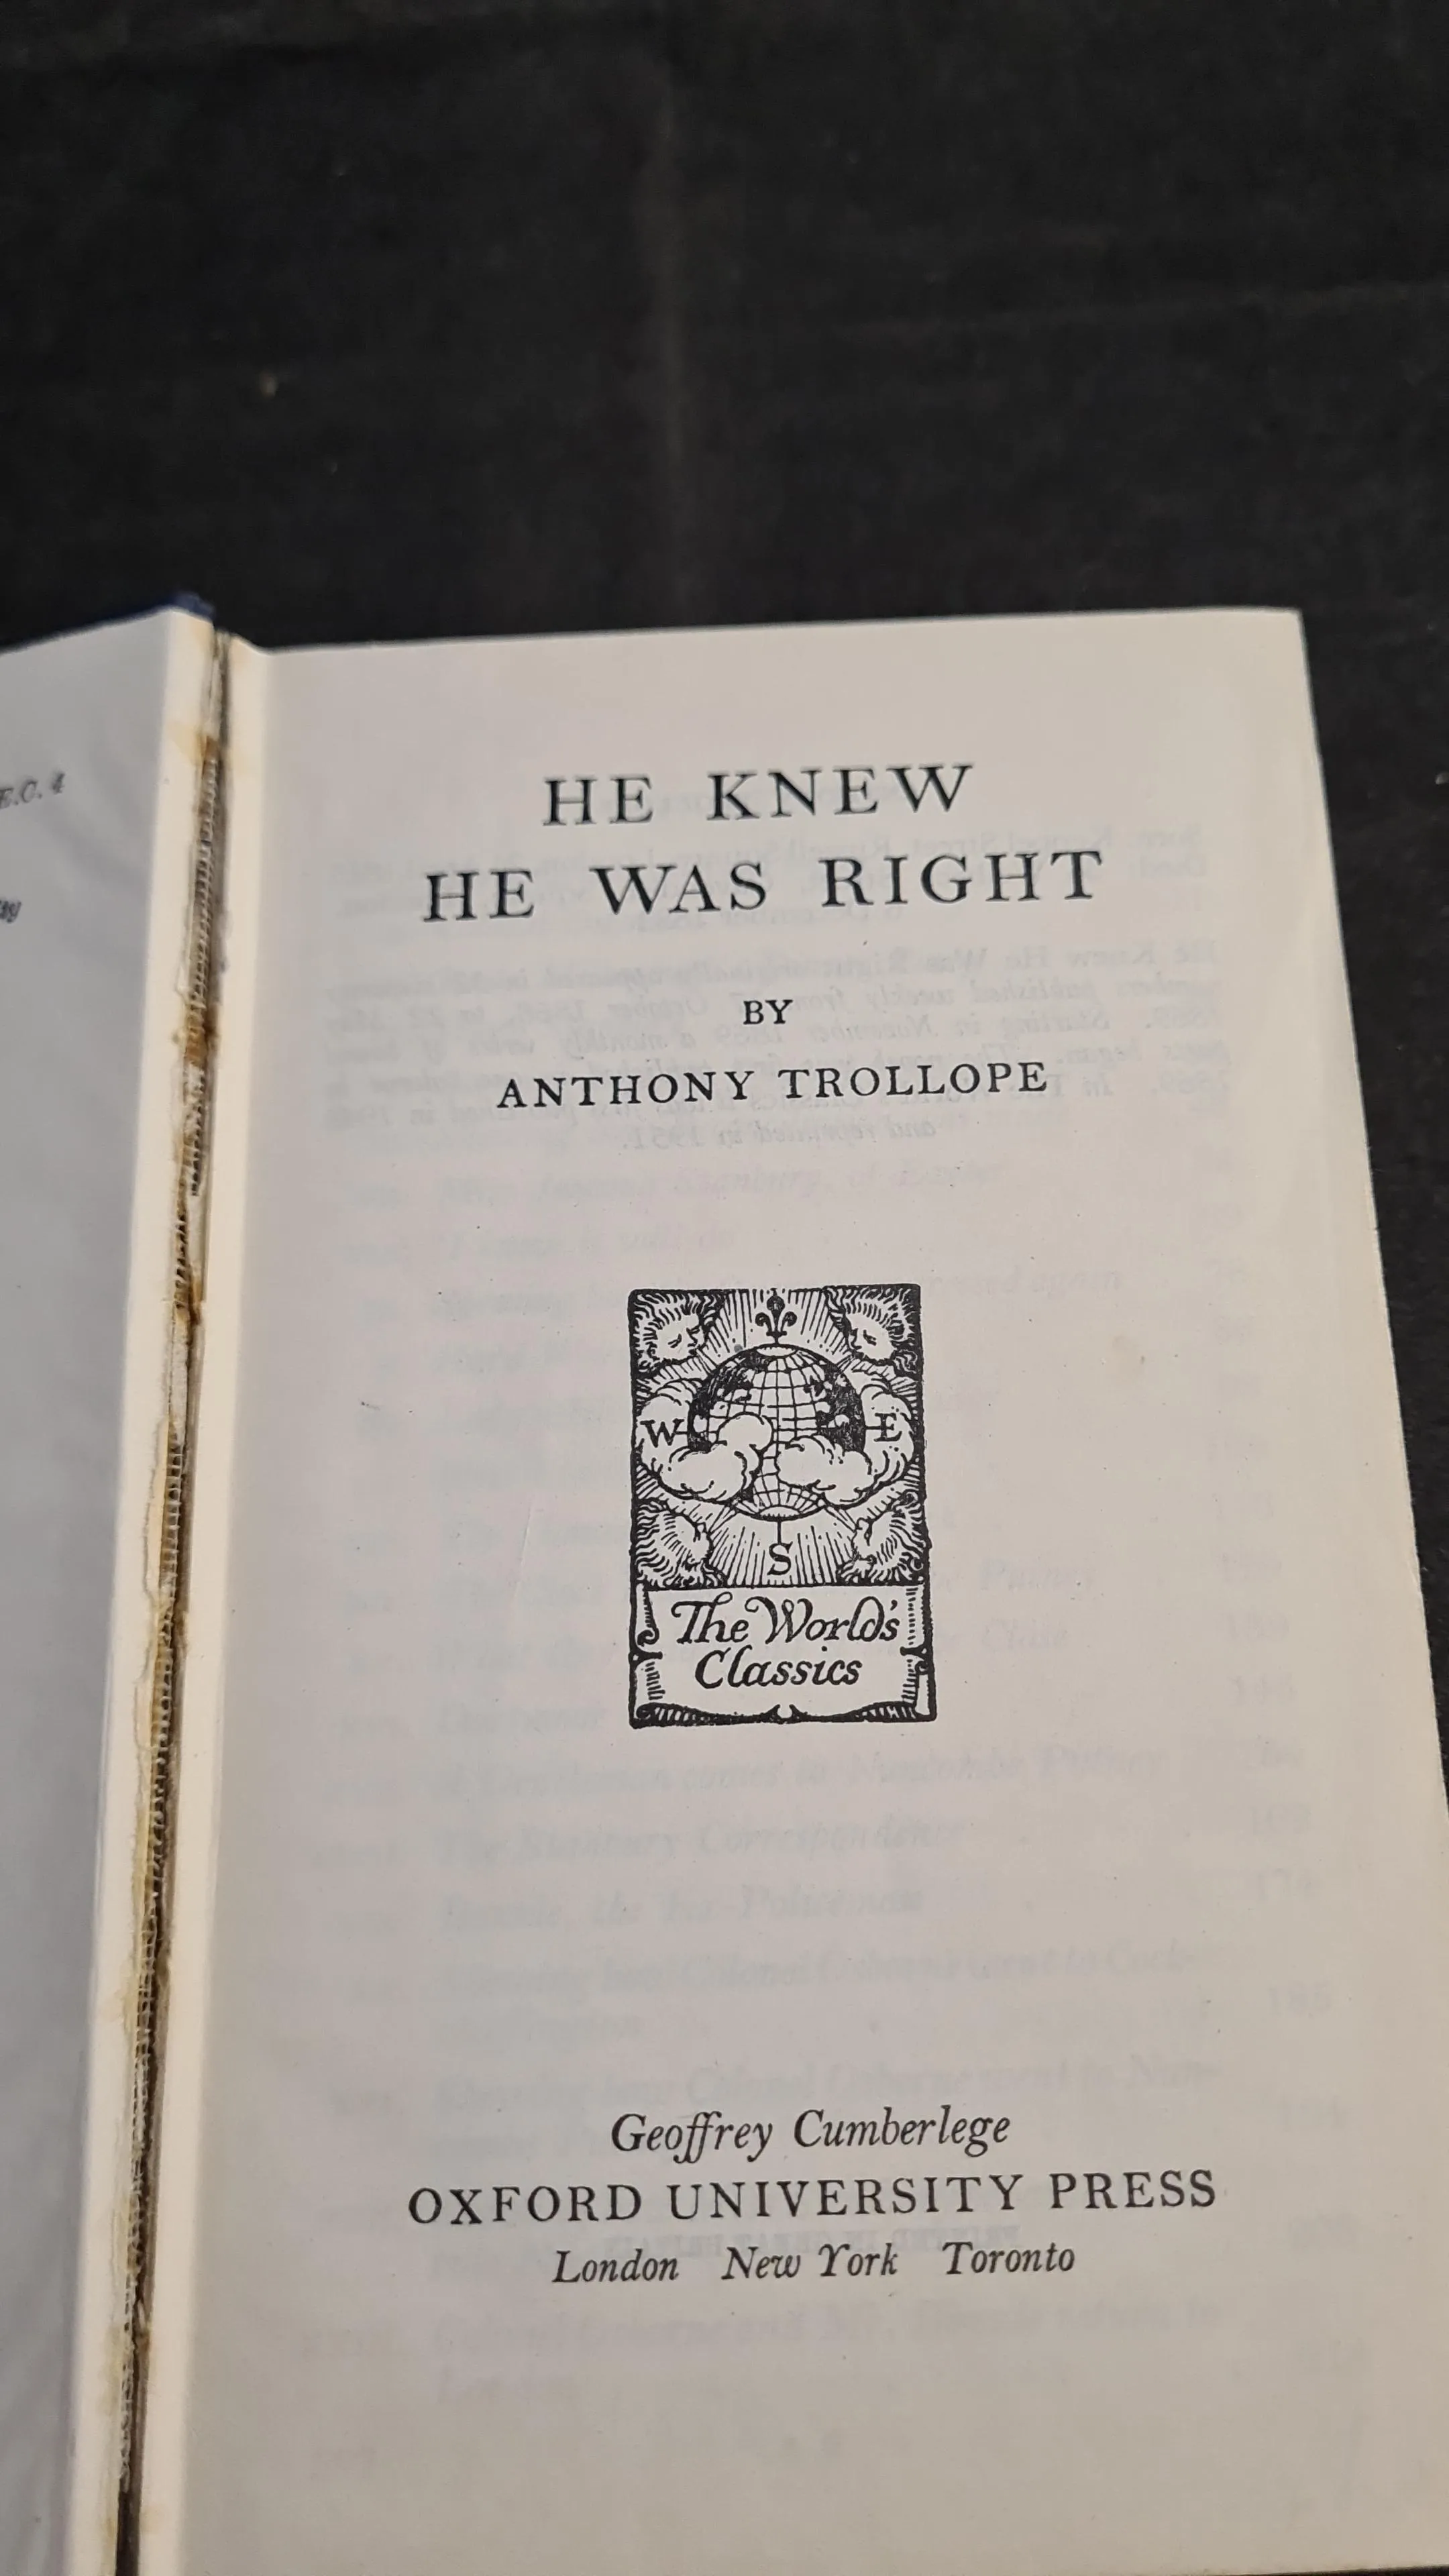 E.C. 4
HE KNEW
HE WAS RIGHT
BY
ANTHONY TROLLOPE
W E
S
The World's
Classics
Geoffrey Cumberlege
OXFORD UNIVERSITY PRESS
London New York Toronto